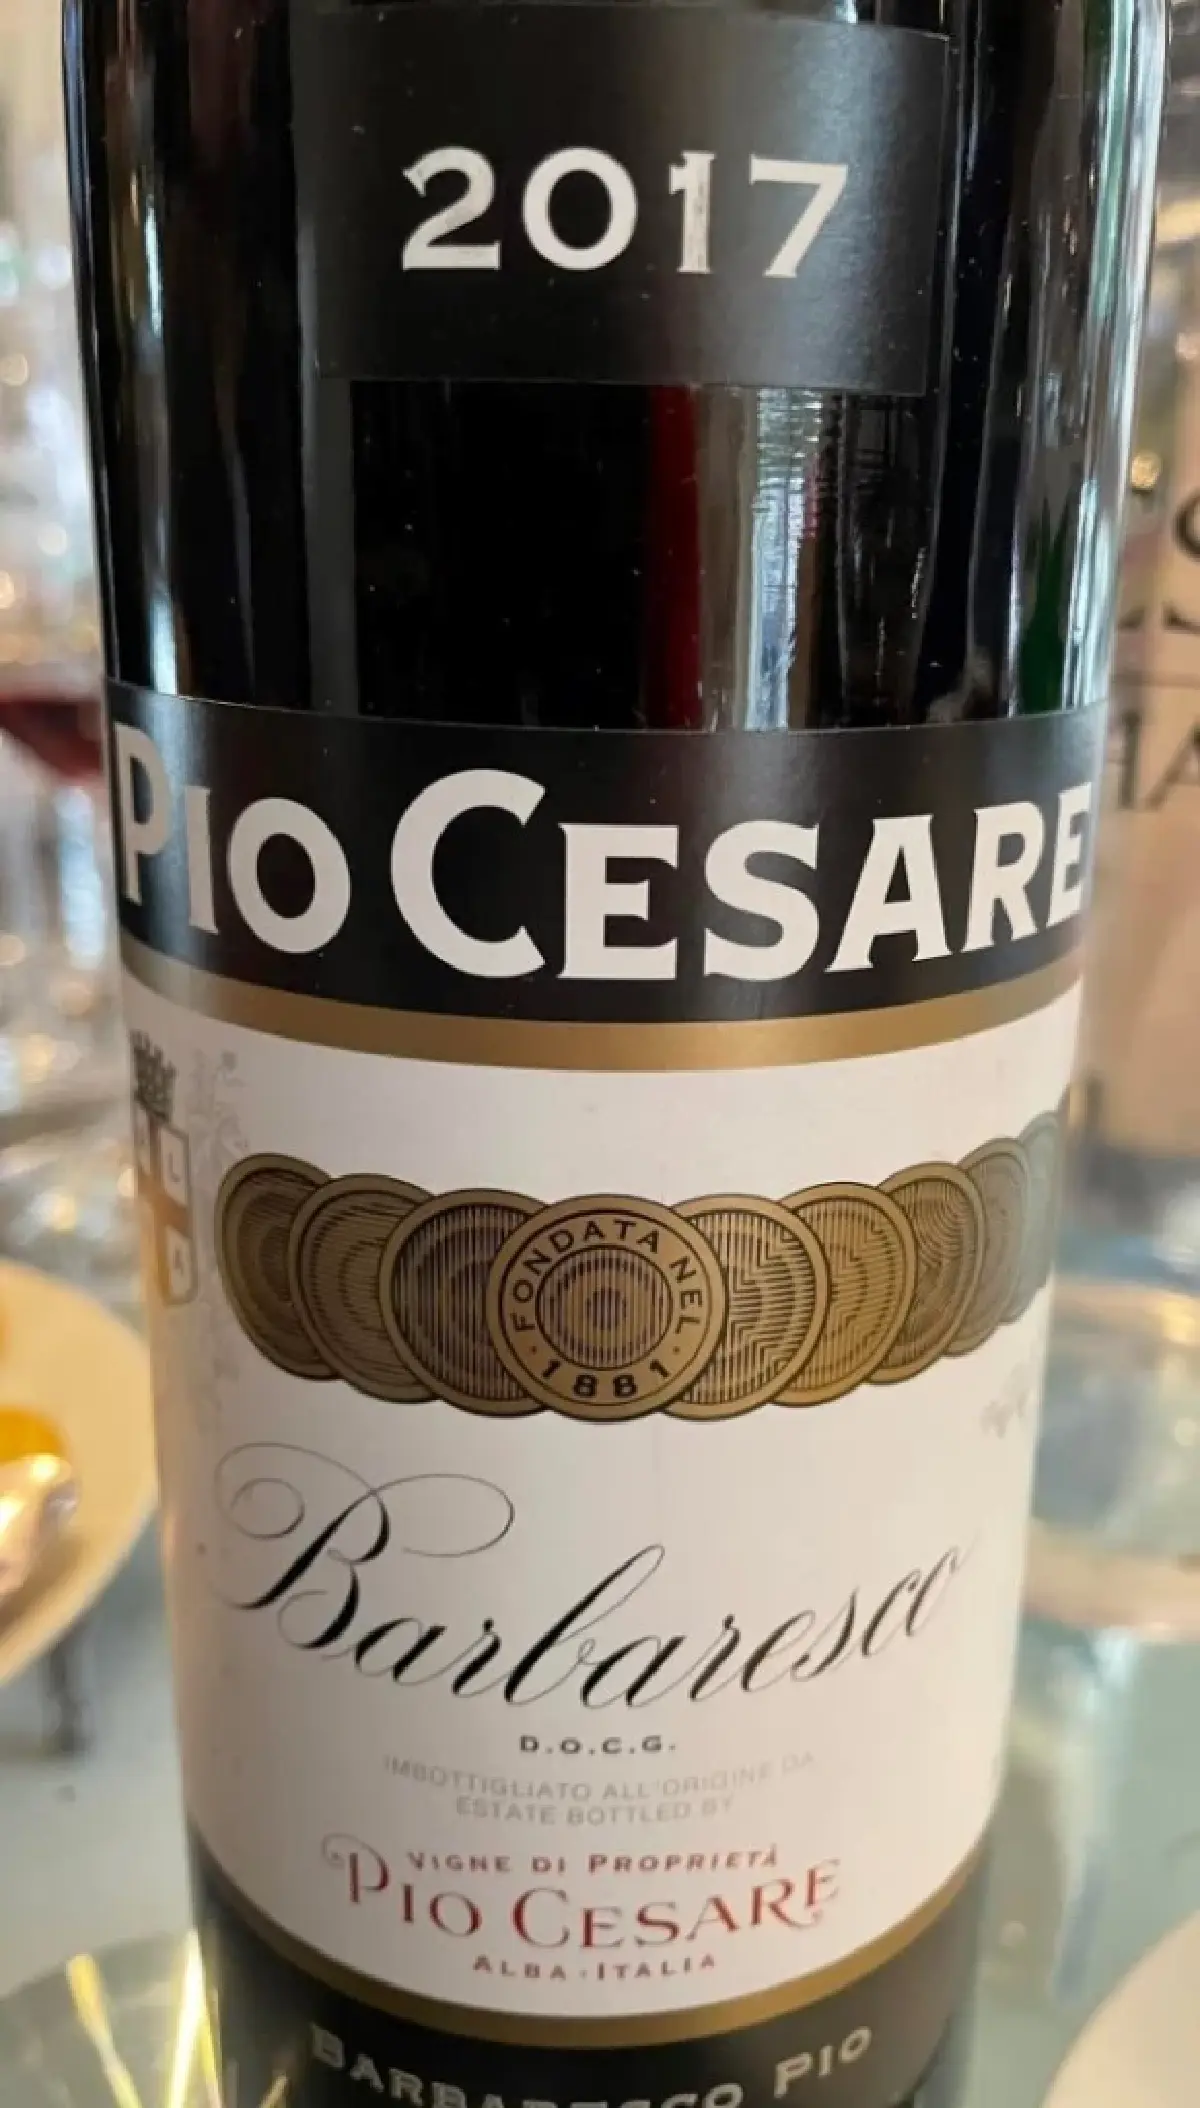 2017
PIO CESARE
FONDATA NEL
· 1881 ·
Barbaresco
D.O.C.G.
IMBOTTIGLIATO ALL'ORIGINE DA
ESTATE BOTTLED BY
VIGNE DI PROPRIETÀ
PIO CESARE
ALBA · ITALIA
BARBARESCO PIO